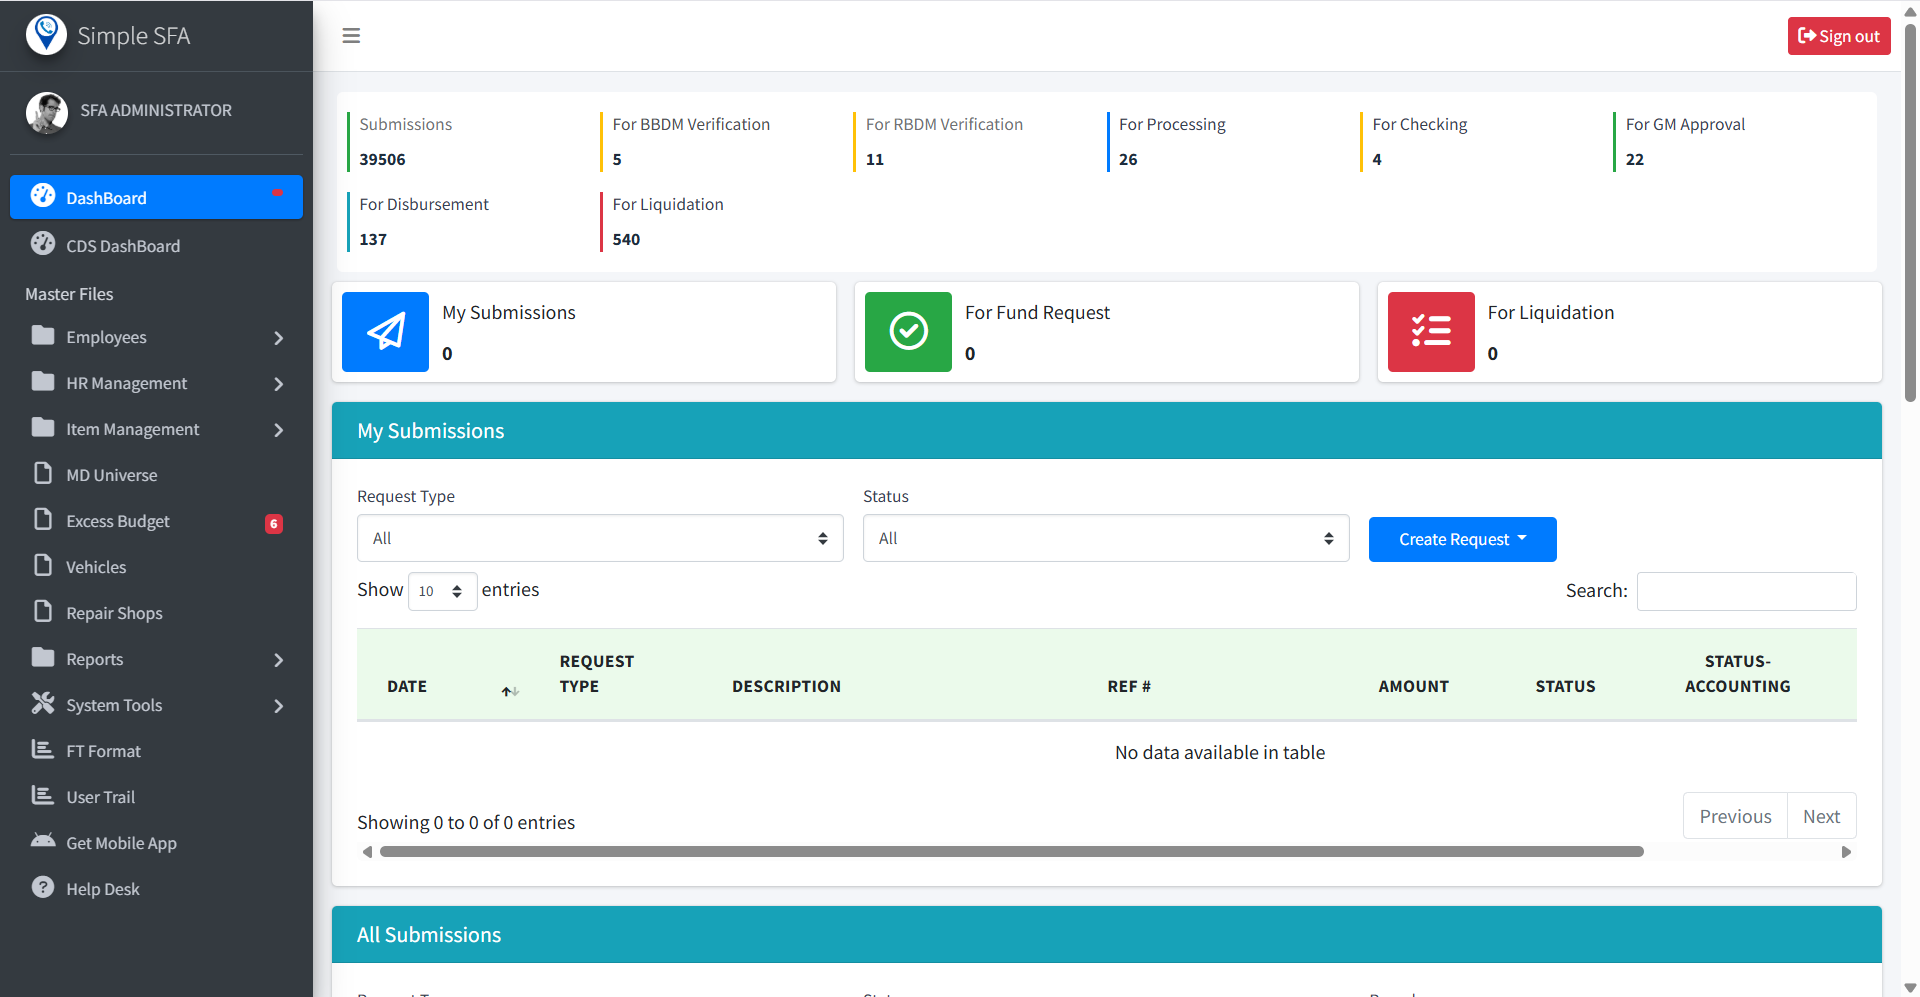 Simple SFA
Sign out
SFA ADMINISTRATOR
DashBoard
CDS DashBoard
Master Files
Employees
HR Management
Item Management
MD Universe
Excess Budget 6
Vehicles
Repair Shops
Reports
System Tools
FT Format
User Trail
Get Mobile App
Help Desk
Submissions
39506
For BBDM Verification
5
For RBDM Verification
11
For Processing
26
For Checking
4
For GM Approval
22
For Disbursement
137
For Liquidation
540
My Submissions
0
For Fund Request
0
For Liquidation
0
My Submissions
Request Type
All
Status
All
Create Request
Show 10 entries
Search:
DATE
REQUEST
TYPE
DESCRIPTION
REF #
AMOUNT
STATUS
STATUS-
ACCOUNTING
No data available in table
Showing 0 to 0 of 0 entries
Previous Next
All Submissions